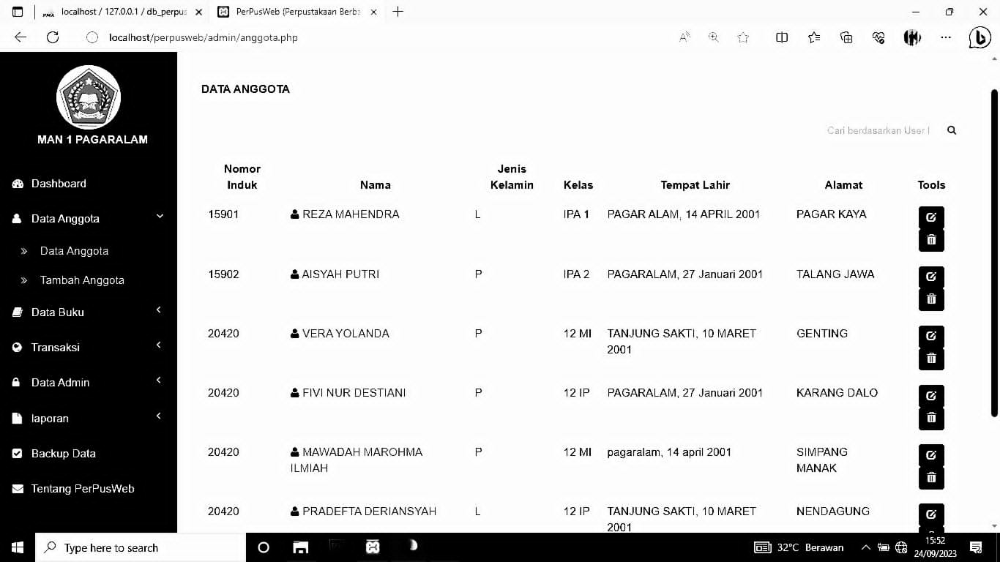 localhost / 127.0.0.1 / db_perpus
PerPusWeb (Perpustakaan Berba
localhost/perpusweb/admin/anggota.php
MAN 1 PAGARALAM
Dashboard
Data Anggota
Data Anggota
Tambah Anggota
Data Buku
Transaksi
Data Admin
laporan
Backup Data
Tentang PerPusWeb
DATA ANGGOTA
Cari berdasarkan User I
Nomor Induk Nama Jenis Kelamin Kelas Tempat Lahir Alamat Tools
15901 REZA MAHENDRA L IPA 1 PAGAR ALAM, 14 APRIL 2001 PAGAR KAYA
15902 AISYAH PUTRI P IPA 2 PAGARALAM, 27 Januari 2001 TALANG JAWA
20420 VERA YOLANDA P 12 MI TANJUNG SAKTI, 10 MARET GENTING
2001
20420 FIVI NUR DESTIANI P 12 IP PAGARALAM, 27 Januari 2001 KARANG DALO
20420 MAWADAH MAROHMA P 12 MI pagaralam, 14 april 2001 SIMPANG
ILMIAH MANAK
20420 PRADEFTA DERIANSYAH L 12 IP TANJUNG SAKTI, 10 MARET NENDAGUNG
2001
Type here to search
32°C Berawan
15:52
24/09/2023